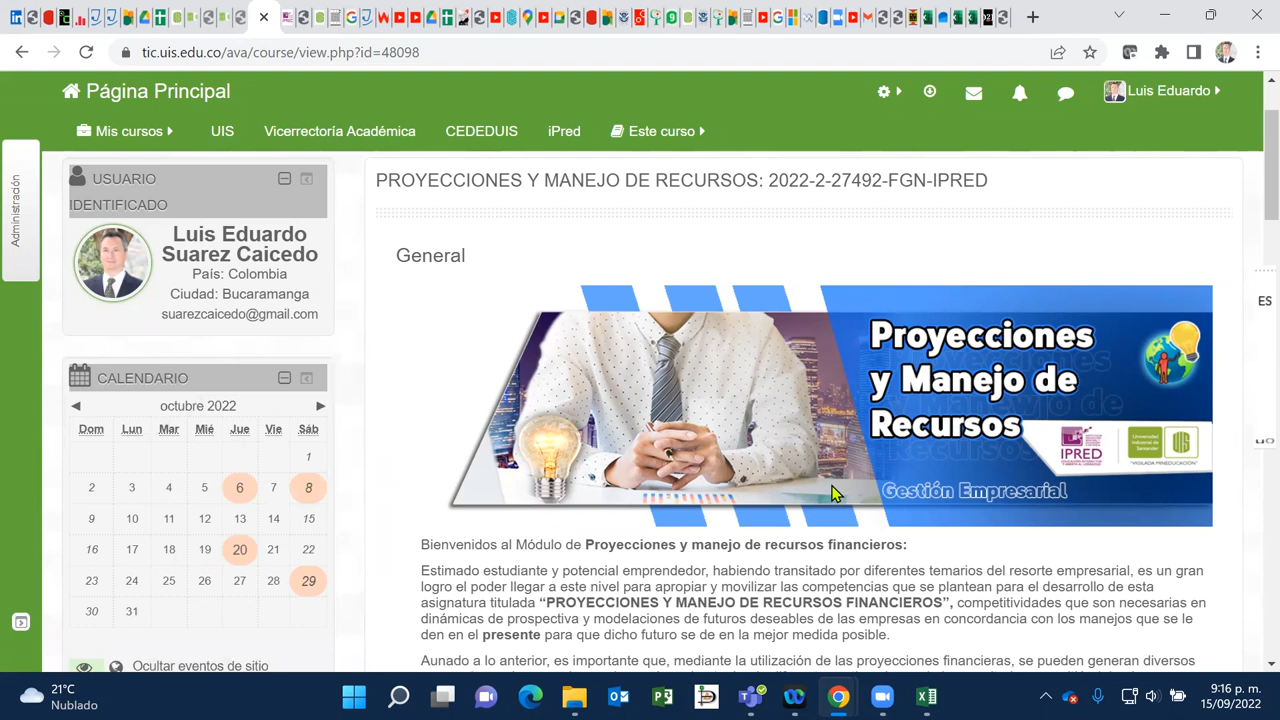 tic.uis.edu.co/ava/course/view.php?id=48098
Página Principal
Luis Eduardo
Mis cursos
UIS
Vicerrectoría Académica
CEDEDUIS
iPred
Este curso
Administración
USUARIO
IDENTIFICADO
Luis Eduardo
Suarez Caicedo
País: Colombia
Ciudad: Bucaramanga
suarezcaicedo@gmail.com
CALENDARIO
octubre 2022
Dom Lun Mar Mié Jue Vie Sáb
1
2 3 4 5 6 7 8
9 10 11 12 13 14 15
16 17 18 19 20 21 22
23 24 25 26 27 28 29
30 31
Ocultar eventos de sitio
PROYECCIONES Y MANEJO DE RECURSOS: 2022-2-27492-FGN-IPRED
General
Proyecciones
y Manejo de
Recursos
IPRED
Universidad
Industrial de
Santander
UIS
"VIGILADA MINEDUCACIÓN"
Gestión Empresarial
Bienvenidos al Módulo de Proyecciones y manejo de recursos financieros:
Estimado estudiante y potencial emprendedor, habiendo transitado por diferentes temarios del resorte empresarial, es un gran
logro el poder llegar a este nivel para apropiar y movilizar las competencias que se plantean para el desarrollo de esta
asignatura titulada “PROYECCIONES Y MANEJO DE RECURSOS FINANCIEROS”, competitividades que son necesarias en
dinámicas de prospectiva y modelaciones de futuros deseables de las empresas en concordancia con los manejos que se le
den en el presente para que dicho futuro se de en la mejor medida posible.
Aunado a lo anterior, es importante que, mediante la utilización de las proyecciones financieras, se pueden generan diversos
ES
21°C
Nublado
9:16 p. m.
15/09/2022